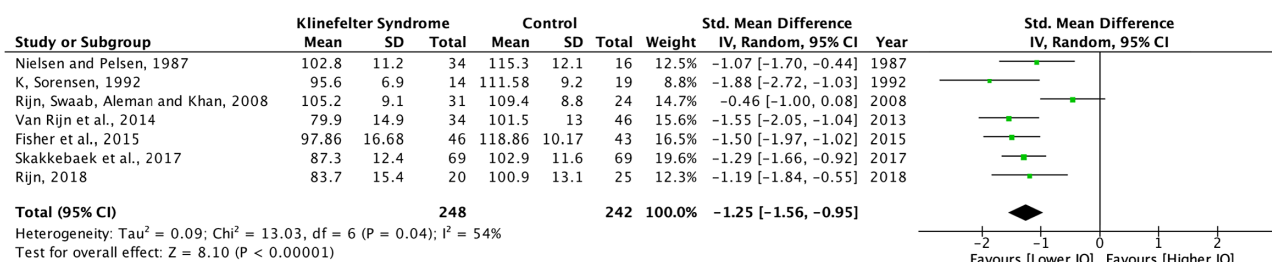 Klinefelter Syndrome Control Std. Mean Difference Std. Mean Difference
Study or Subgroup Mean SD Total Mean SD Total Weight IV, Random, 95% CI Year IV, Random, 95% CI
Nielsen and Pelsen, 1987 102.8 11.2 34 115.3 12.1 16 12.5% −1.07 [−1.70, −0.44] 1987
K, Sorensen, 1992 95.6 6.9 14 111.58 9.2 19 8.8% −1.88 [−2.72, −1.03] 1992
Rijn, Swaab, Aleman and Khan, 2008 105.2 9.1 31 109.4 8.8 24 14.7% −0.46 [−1.00, 0.08] 2008
Van Rijn et al., 2014 79.9 14.9 34 101.5 13 46 15.6% −1.55 [−2.05, −1.04] 2013
Fisher et al., 2015 97.86 16.68 46 118.86 10.17 43 16.5% −1.50 [−1.97, −1.02] 2015
Skakkebaek et al., 2017 87.3 12.4 69 102.9 11.6 69 19.6% −1.29 [−1.66, −0.92] 2017
Rijn, 2018 83.7 15.4 20 100.9 13.1 25 12.3% −1.19 [−1.84, −0.55] 2018
Total (95% CI) 248 242 100.0% −1.25 [−1.56, −0.95]
Heterogeneity: Tau² = 0.09; Chi² = 13.03, df = 6 (P = 0.04); I² = 54%
Test for overall effect: Z = 8.10 (P < 0.00001)
−2 −1 0 1 2
Favours [Lower IQ] Favours [Higher IQ]